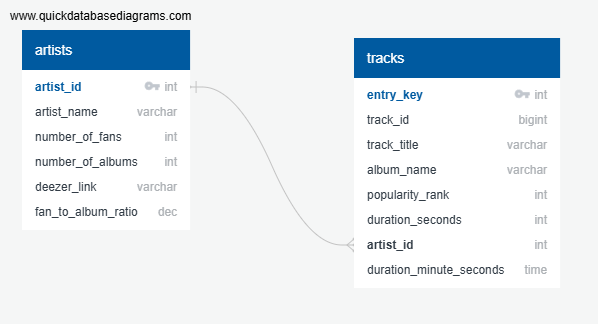 www.quickdatabasediagrams.com
artists
artist_id int
artist_name varchar
number_of_fans int
number_of_albums int
deezer_link varchar
fan_to_album_ratio dec
tracks
entry_key int
track_id bigint
track_title varchar
album_name varchar
popularity_rank int
duration_seconds int
artist_id int
duration_minute_seconds time